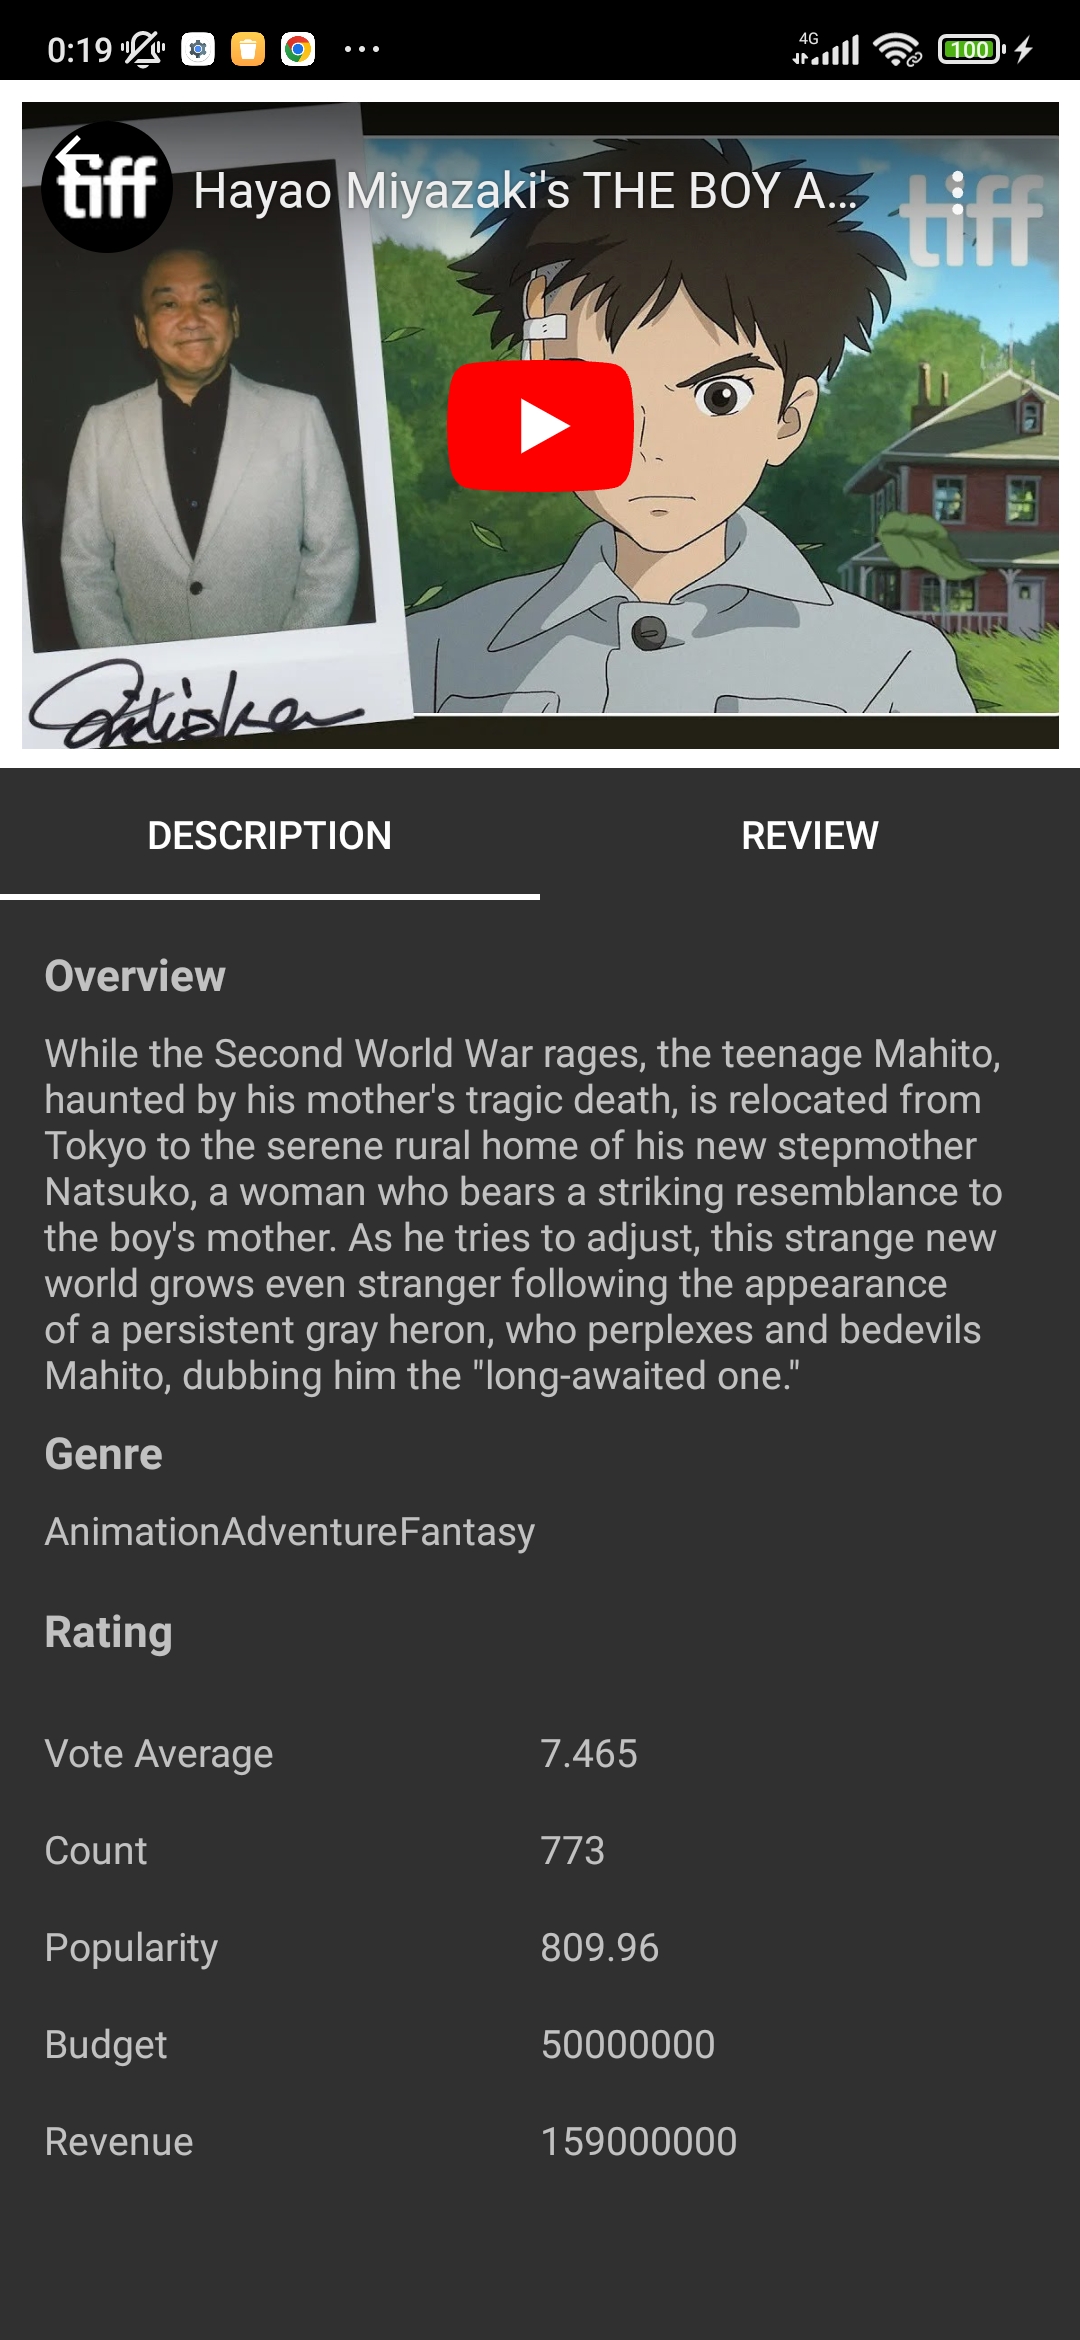 0:19
4G
100
tiff
Hayao Miyazaki's THE BOY A...
tiff
DESCRIPTION
REVIEW
Overview
While the Second World War rages, the teenage Mahito,
haunted by his mother's tragic death, is relocated from
Tokyo to the serene rural home of his new stepmother
Natsuko, a woman who bears a striking resemblance to
the boy's mother. As he tries to adjust, this strange new
world grows even stranger following the appearance
of a persistent gray heron, who perplexes and bedevils
Mahito, dubbing him the "long-awaited one."
Genre
AnimationAdventureFantasy
Rating
Vote Average 7.465
Count 773
Popularity 809.96
Budget 50000000
Revenue 159000000